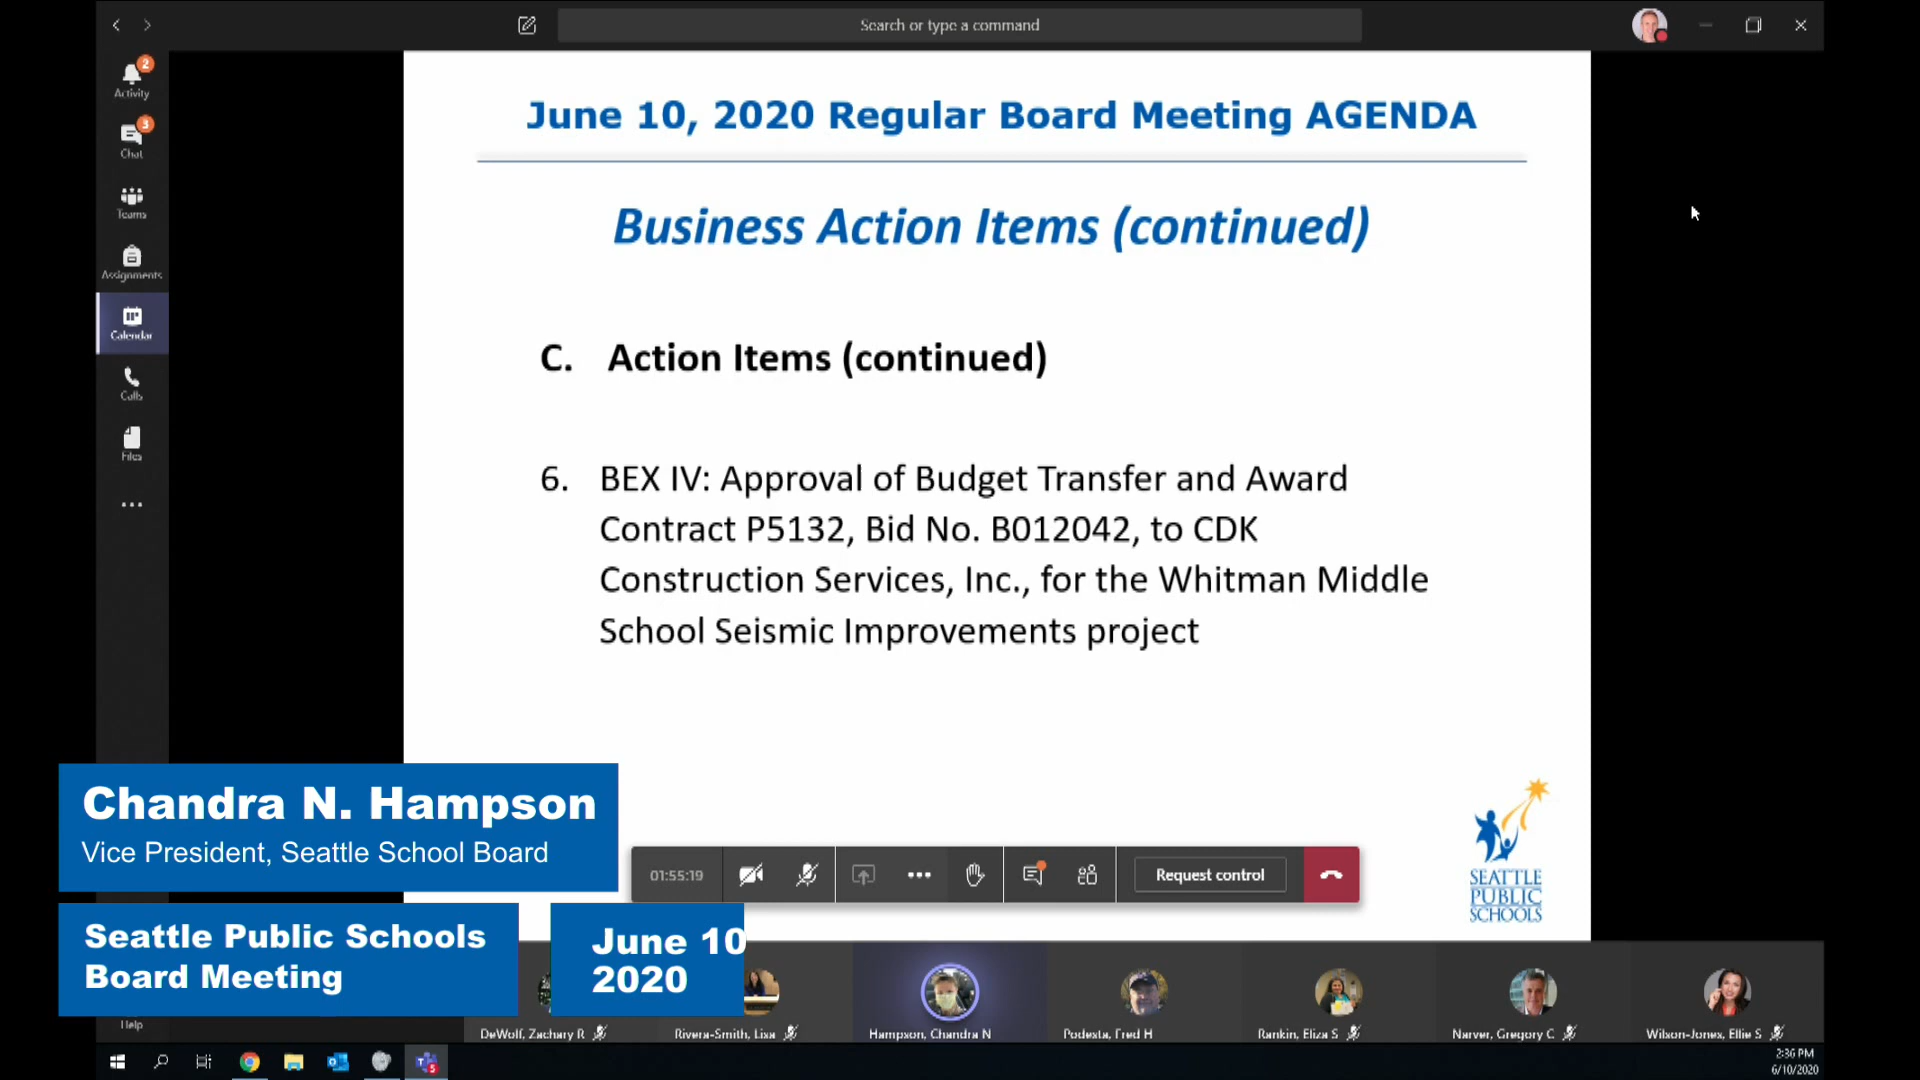 Search or type a command
2
Activity
3
Chat
Teams
Assignments
Calendar
Calls
Files
Help
June 10, 2020 Regular Board Meeting AGENDA
Business Action Items (continued)
C. Action Items (continued)
6. BEX IV: Approval of Budget Transfer and Award
Contract P5132, Bid No. B012042, to CDK
Construction Services, Inc., for the Whitman Middle
School Seismic Improvements project
SEATTLE
PUBLIC
SCHOOLS
Chandra N. Hampson
Vice President, Seattle School Board
01:55:19
Request control
Seattle Public Schools
Board Meeting
June 10
2020
DeWolf, Zachary R
Rivera-Smith, Lisa
Hampson, Chandra N
Podesta, Fred H
Rankin, Eliza S
Narver, Gregory C
Wilson-Jones, Ellie S
5
2:36 PM
6/10/2020